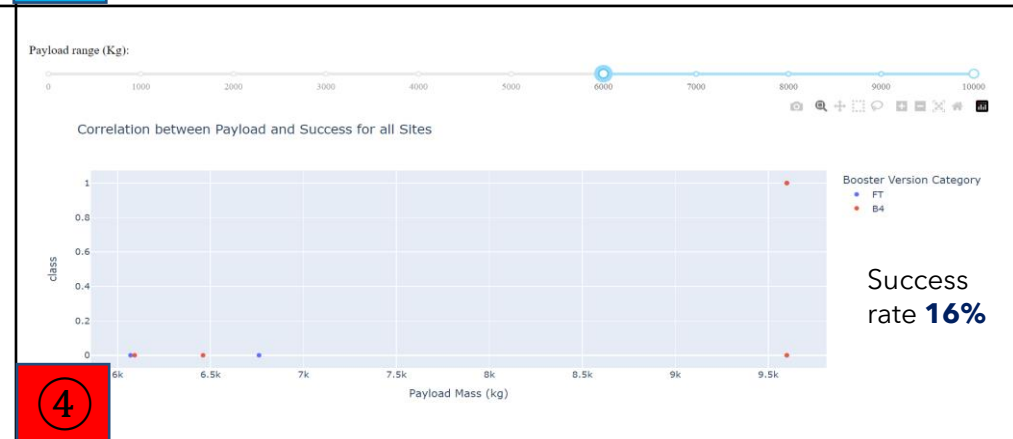 Payload range (Kg):
0 1000 2000 3000 4000 5000 6000 7000 8000 9000 10000
Correlation between Payload and Success for all Sites
Booster Version Category
FT
B4
1
0.8
0.6
0.4
0.2
0
class
6k 6.5k 7k 7.5k 8k 8.5k 9k 9.5k
Payload Mass (kg)
Success
rate 16%
④